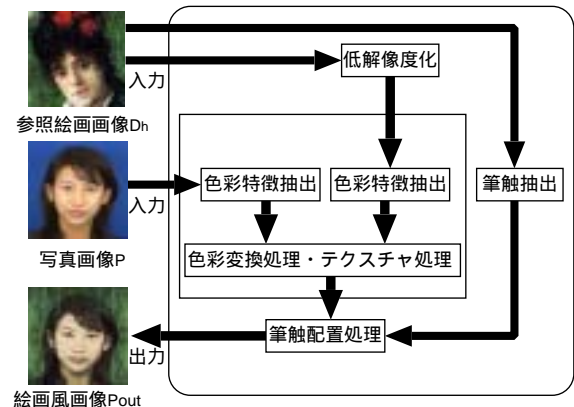 低解像度化
入力
参照絵画画像Dh
色彩特徴抽出
色彩特徴抽出
筆触抽出
入力
色彩変換処理・テクスチャ処理
写真画像P
筆触配置処理
出力
絵画風画像Pout